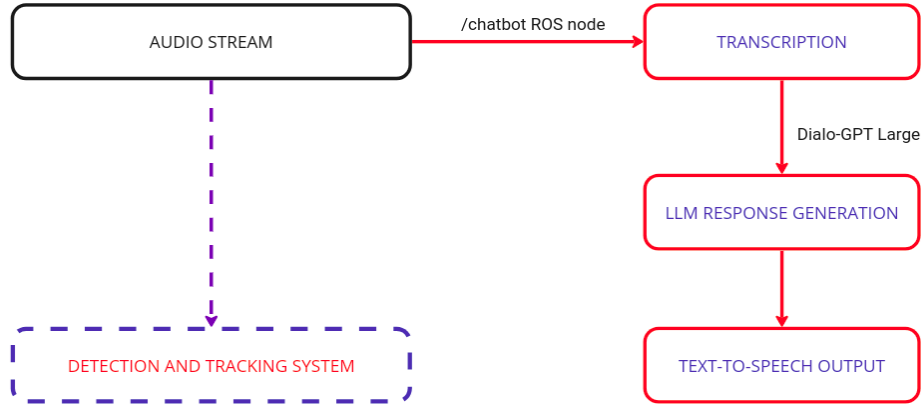 AUDIO STREAM
/chatbot ROS node
TRANSCRIPTION
Dialo-GPT Large
LLM RESPONSE GENERATION
DETECTION AND TRACKING SYSTEM
TEXT-TO-SPEECH OUTPUT